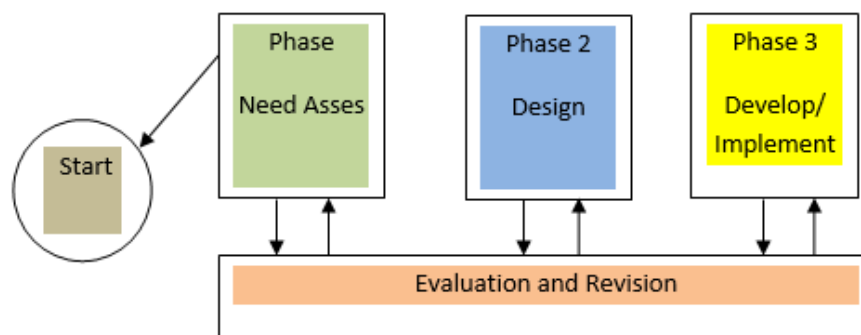 Phase
Need Asses
Phase 2
Design
Phase 3
Develop/
Implement
Start
Evaluation and Revision